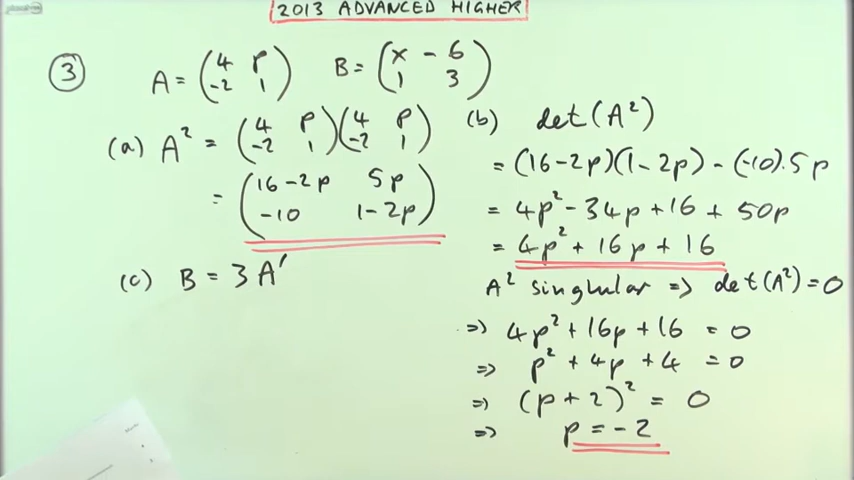 2013 ADVANCED HIGHER
③ A = (4 p
-2 1) B = (x -6
1 3)
(a) A² = (4 p
-2 1)(4 p
-2 1)
= (16-2p 5p
-10 1-2p)
(c) B = 3A'
(b) det(A²)
= (16-2p)(1-2p) - (-10).5p
= 4p² - 34p + 16 + 50p
= 4p² + 16p + 16
A² singular => det(A²) = 0
=> 4p² + 16p + 16 = 0
=> p² + 4p + 4 = 0
=> (p + 2)² = 0
=> p = -2